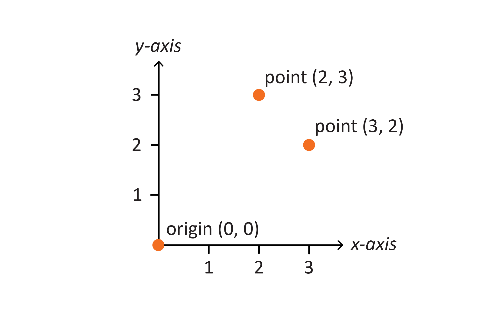 y-axis
point (2, 3)
3
point (3, 2)
2
1
origin (0, 0)
x-axis
1 2 3